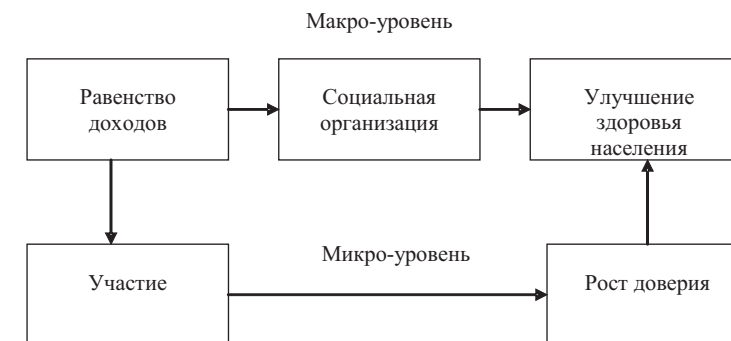 Макро-уровень
Равенство
доходов
Социальная
организация
Улучшение
здоровья
населения
Участие
Микро-уровень
Рост доверия